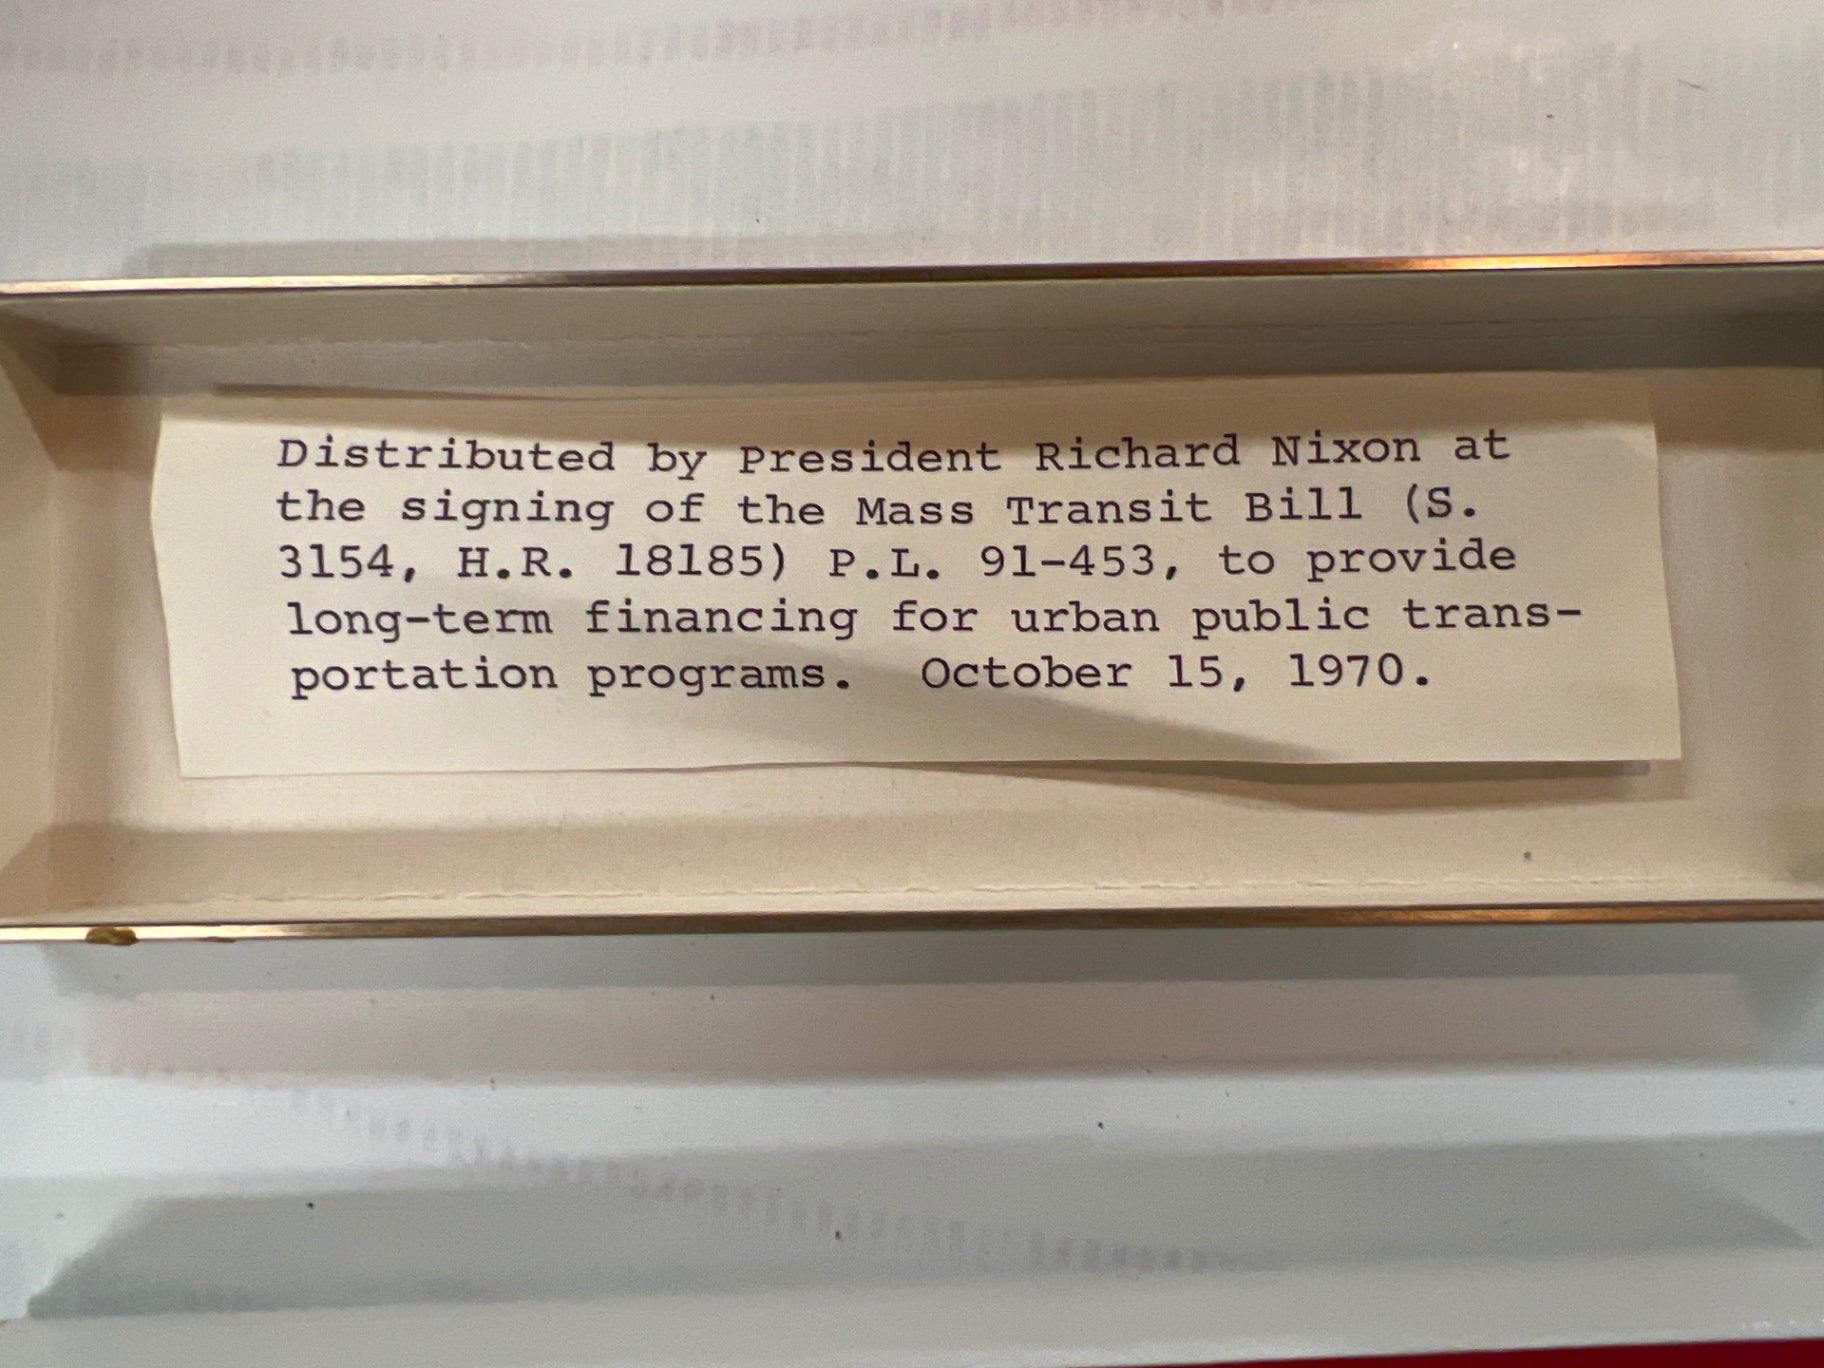 Distributed by President Richard Nixon at
the signing of the Mass Transit Bill (S.
3154, H.R. 18185) P.L. 91-453, to provide
long-term financing for urban public trans-
portation programs.  October 15, 1970.